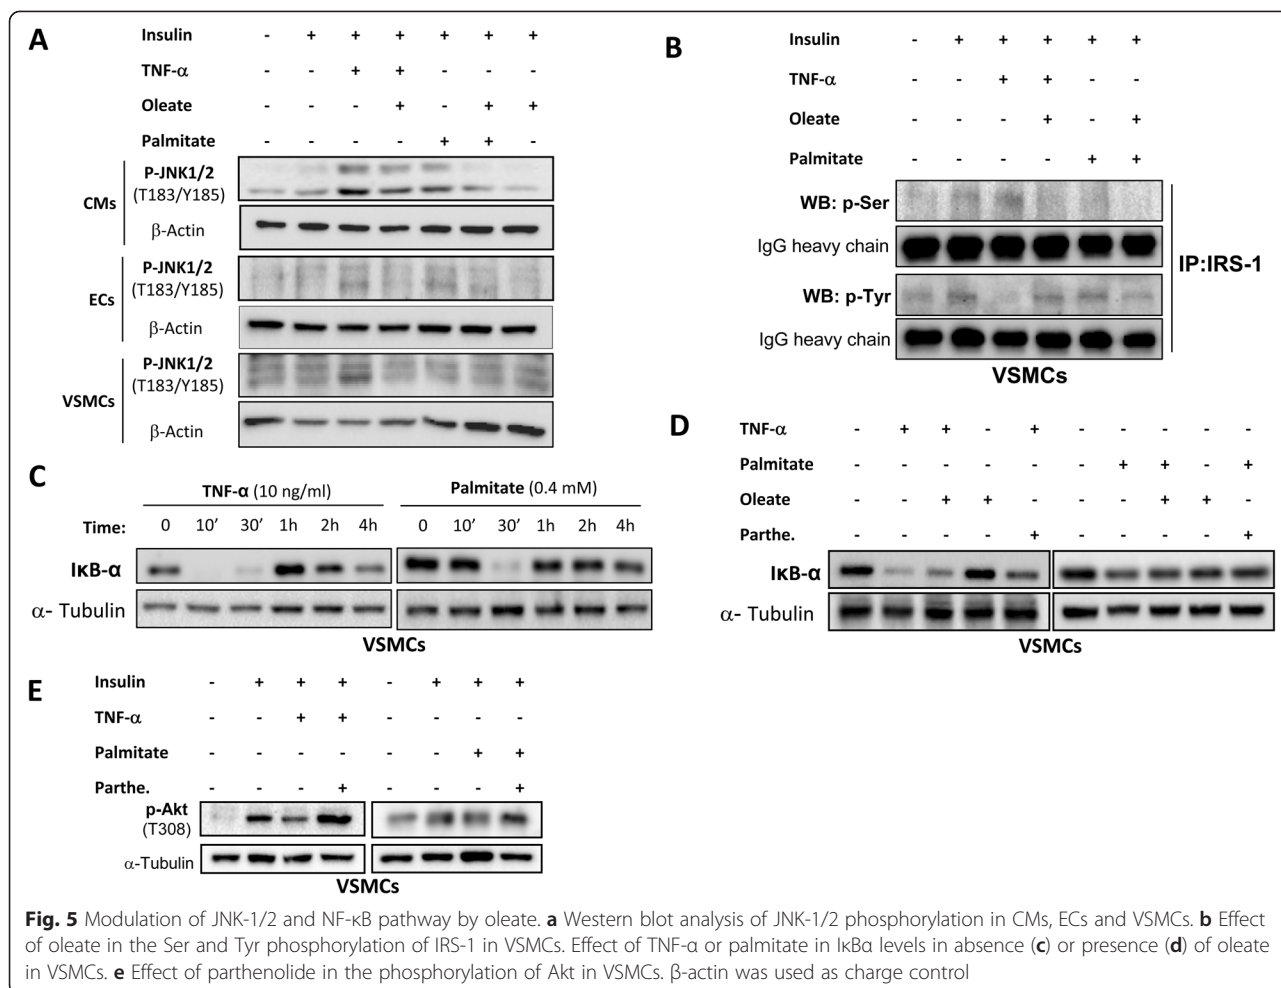 A
Insulin - + + + + + +
TNF-α - - + + - - -
Oleate - - - + - + +
Palmitate - - - - + + -
CMs
P-JNK1/2
(T183/Y185)
β-Actin
ECs
P-JNK1/2
(T183/Y185)
β-Actin
VSMCs
P-JNK1/2
(T183/Y185)
β-Actin
B
Insulin - + + + + +
TNF-α - - + + - -
Oleate - - - + - +
Palmitate - - - - + +
WB: p-Ser
IgG heavy chain
WB: p-Tyr
IgG heavy chain
IP:IRS-1
VSMCs
C
TNF-α (10 ng/ml) Palmitate (0.4 mM)
Time: 0 10’ 30’ 1h 2h 4h 0 10’ 30’ 1h 2h 4h
IκB-α
α- Tubulin
VSMCs
D
TNF-α - + + - + - - - - -
Palmitate - - - - - - + + - +
Oleate - - + + - - - + + -
Parthe. - - - - + - - - - +
IκB-α
α- Tubulin
VSMCs
E
Insulin - + + + - + + +
TNF-α - - + + - - - -
Palmitate - - - - - - + +
Parthe. - - - + - - - +
p-Akt
(T308)
α-Tubulin
VSMCs
Fig. 5 Modulation of JNK-1/2 and NF-κB pathway by oleate. a Western blot analysis of JNK-1/2 phosphorylation in CMs, ECs and VSMCs. b Effect
of oleate in the Ser and Tyr phosphorylation of IRS-1 in VSMCs. Effect of TNF-α or palmitate in IκBα levels in absence (c) or presence (d) of oleate
in VSMCs. e Effect of parthenolide in the phosphorylation of Akt in VSMCs. β-actin was used as charge control